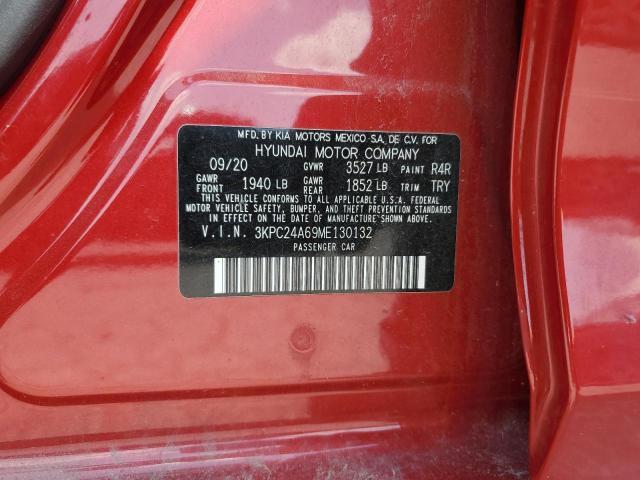 MFD. BY KIA MOTORS MEXICO S.A. DE C.V. FOR
HYUNDAI MOTOR COMPANY
09/20 GVWR 3527 LB PAINT R4R
GAWR FRONT 1940 LB GAWR REAR 1852 LB TRIM TRY
THIS VEHICLE CONFORMS TO ALL APPLICABLE U.S.A. FEDERAL
MOTOR VEHICLE SAFETY, BUMPER, AND THEFT PREVENTION STANDARDS
IN EFFECT ON THE DATE OF MANUFACTURE SHOWN ABOVE.
V.I.N. 3KPC24A69ME130132
PASSENGER CAR